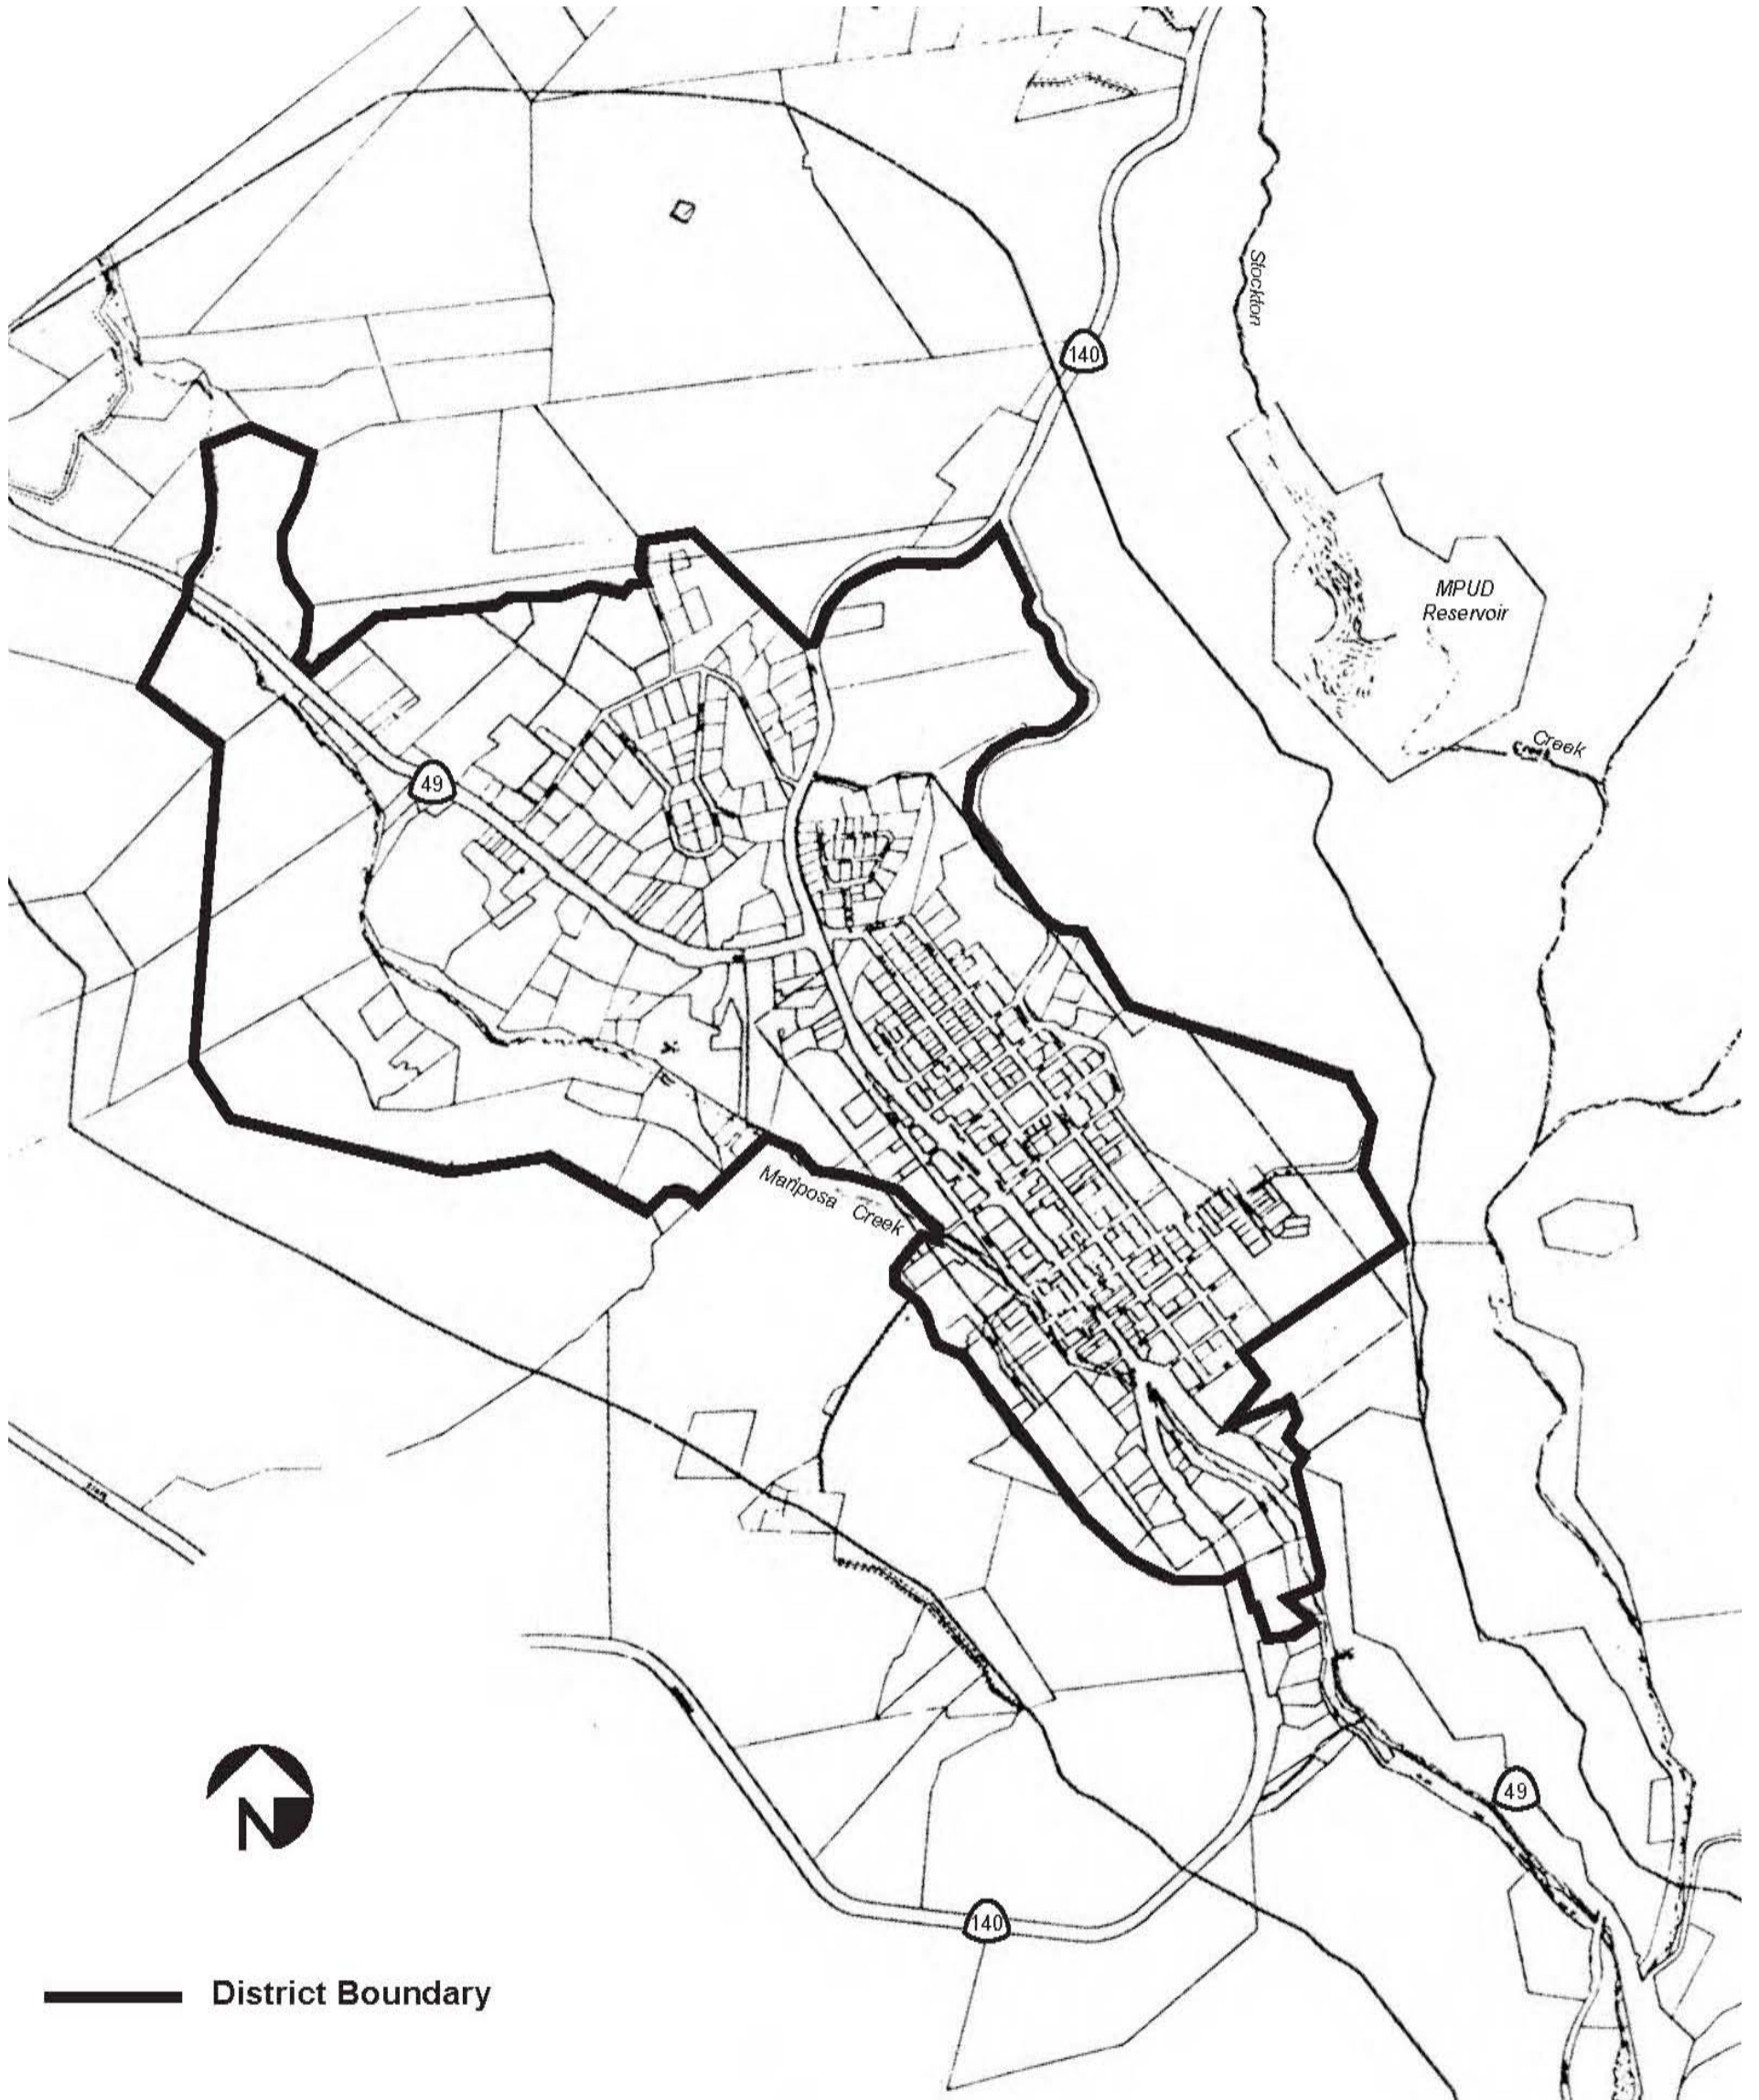 Stockton
140
MPUD
Reservoir
Creek
49
Mariposa Creek
49
140
N
District Boundary